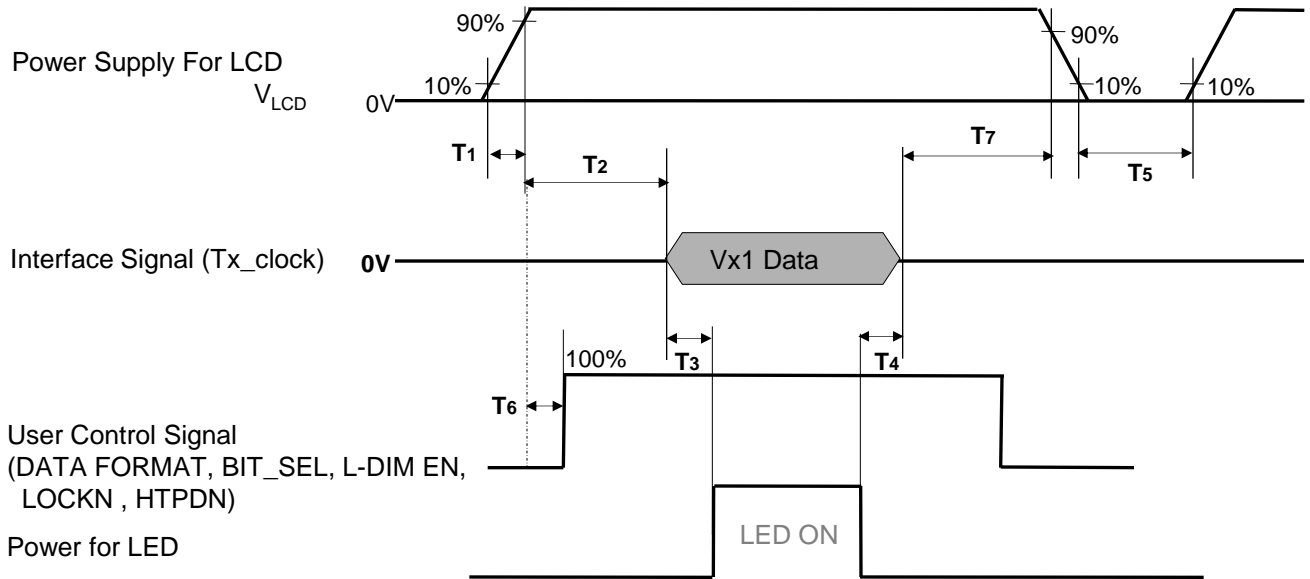 90%
90%
Power Supply For LCD
10%
10%
10%
V_LCD
0V
T1
T7
T2
T5
Interface Signal (Tx_clock)
0V
Vx1 Data
100%
T3
T4
T6
User Control Signal
(DATA FORMAT, BIT_SEL, L-DIM EN,
LOCKN , HTPDN)
LED ON
Power for LED